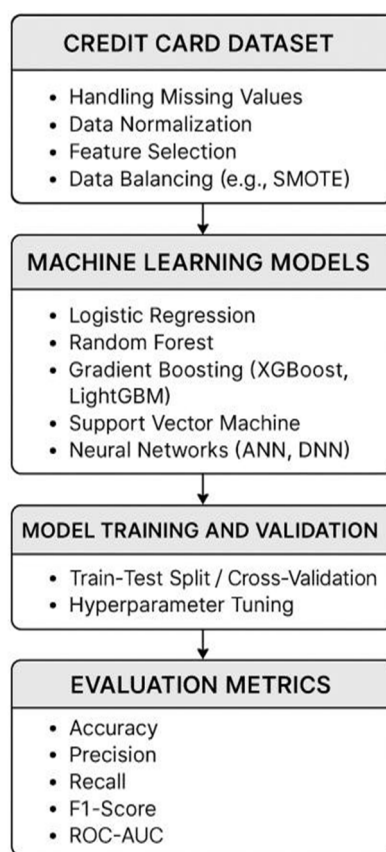 CREDIT CARD DATASET
• Handling Missing Values
• Data Normalization
• Feature Selection
• Data Balancing (e.g., SMOTE)
MACHINE LEARNING MODELS
• Logistic Regression
• Random Forest
• Gradient Boosting (XGBoost,
LightGBM)
• Support Vector Machine
• Neural Networks (ANN, DNN)
MODEL TRAINING AND VALIDATION
• Train-Test Split / Cross-Validation
• Hyperparameter Tuning
EVALUATION METRICS
• Accuracy
• Precision
• Recall
• F1-Score
• ROC-AUC